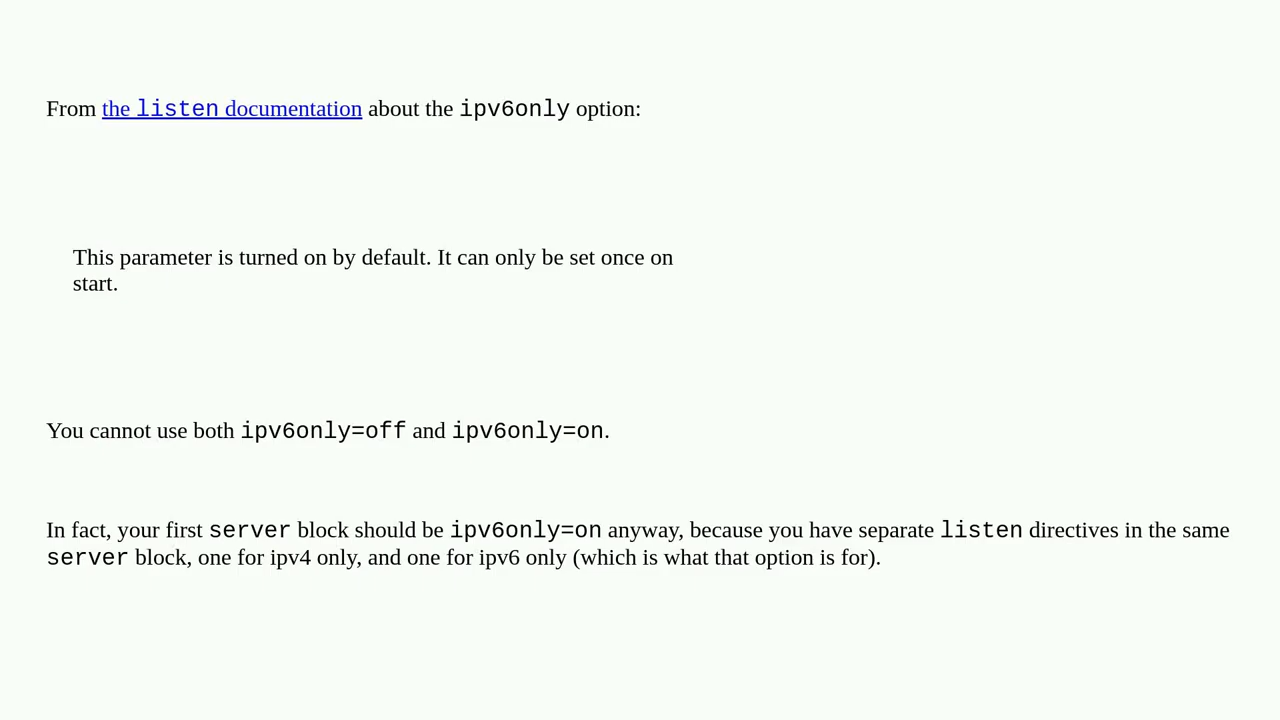 From the listen documentation about the ipv6only option:
This parameter is turned on by default. It can only be set once on
start.
You cannot use both ipv6only=off and ipv6only=on.
In fact, your first server block should be ipv6only=on anyway, because you have separate listen directives in the same
server block, one for ipv4 only, and one for ipv6 only (which is what that option is for).